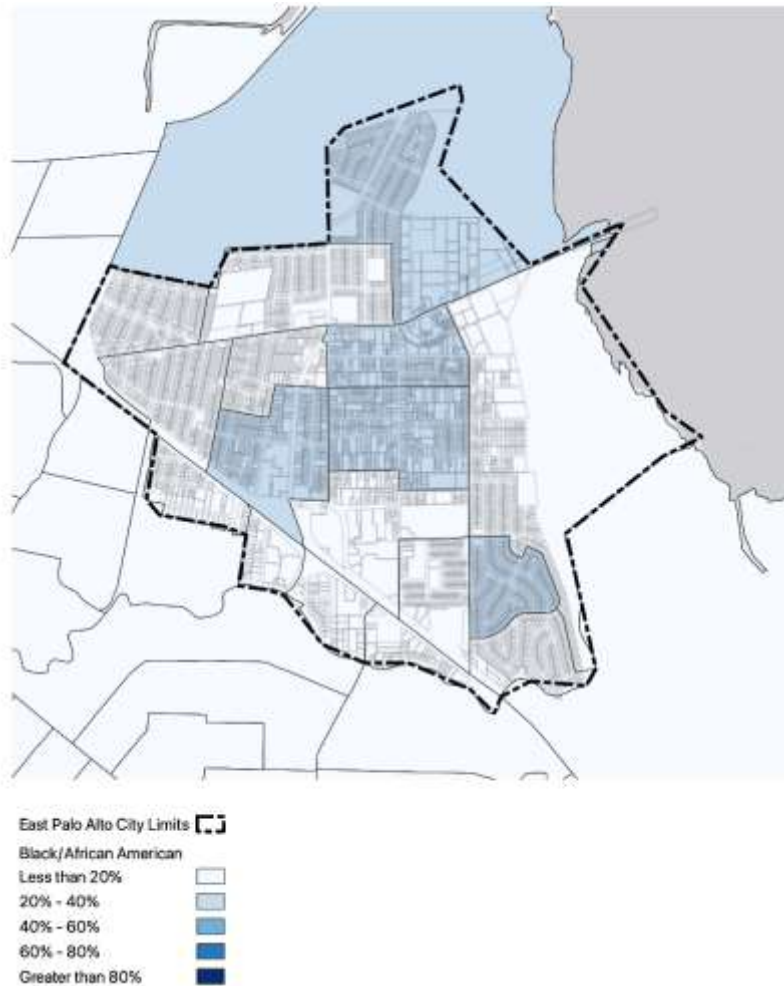 East Palo Alto City Limits
Black/African American
Less than 20%
20% - 40%
40% - 60%
60% - 80%
Greater than 80%